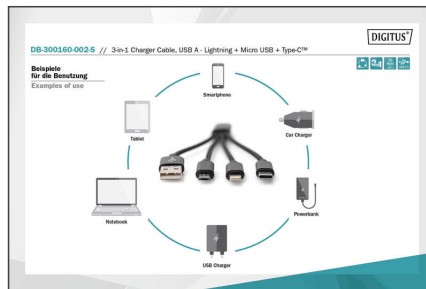 DIGITUS®
DB-300160-002-S // 3-in-1 Charger Cable, USB A - Lightning + Micro USB + Type-C™
Beispiele
für die Benutzung
Examples of use
Smartphone
Tablet
Car Charger
Notebook
Powerbank
USB Charger